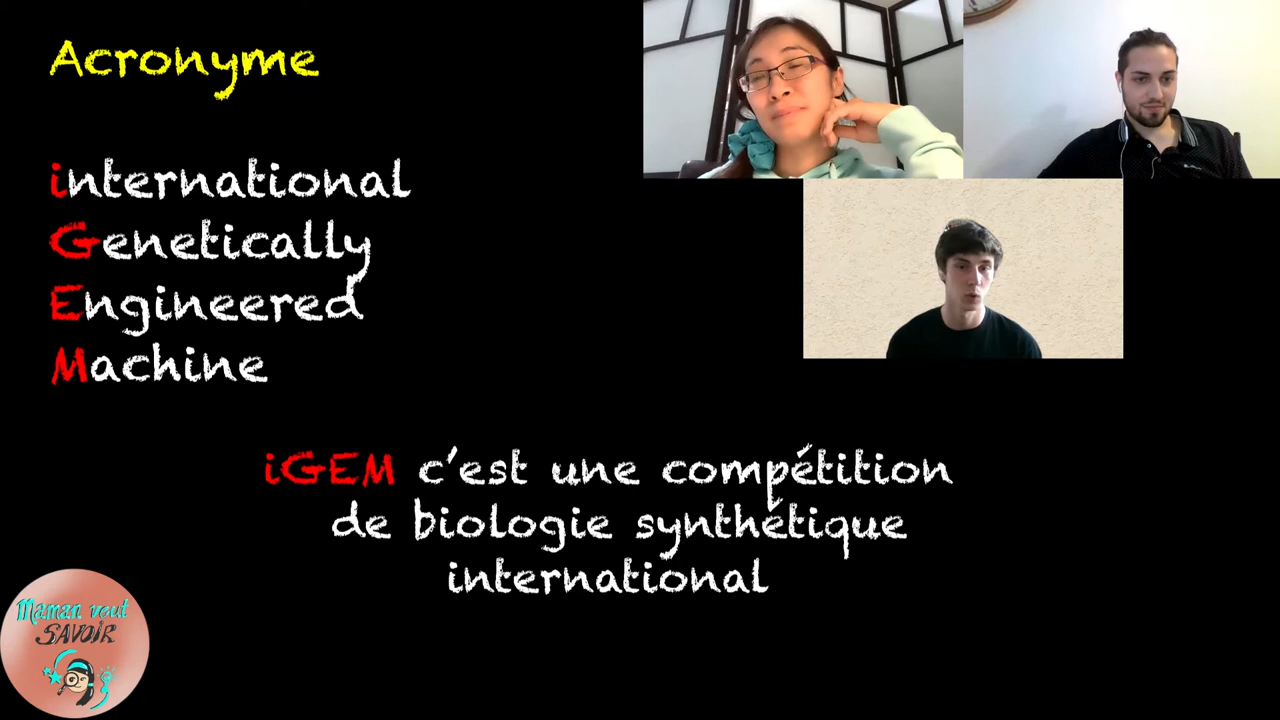 Acronyme
international
Genetically
Engineered
Machine
iGEM c'est une compétition
de biologie synthétique
international
Maman veut
SAVOIR